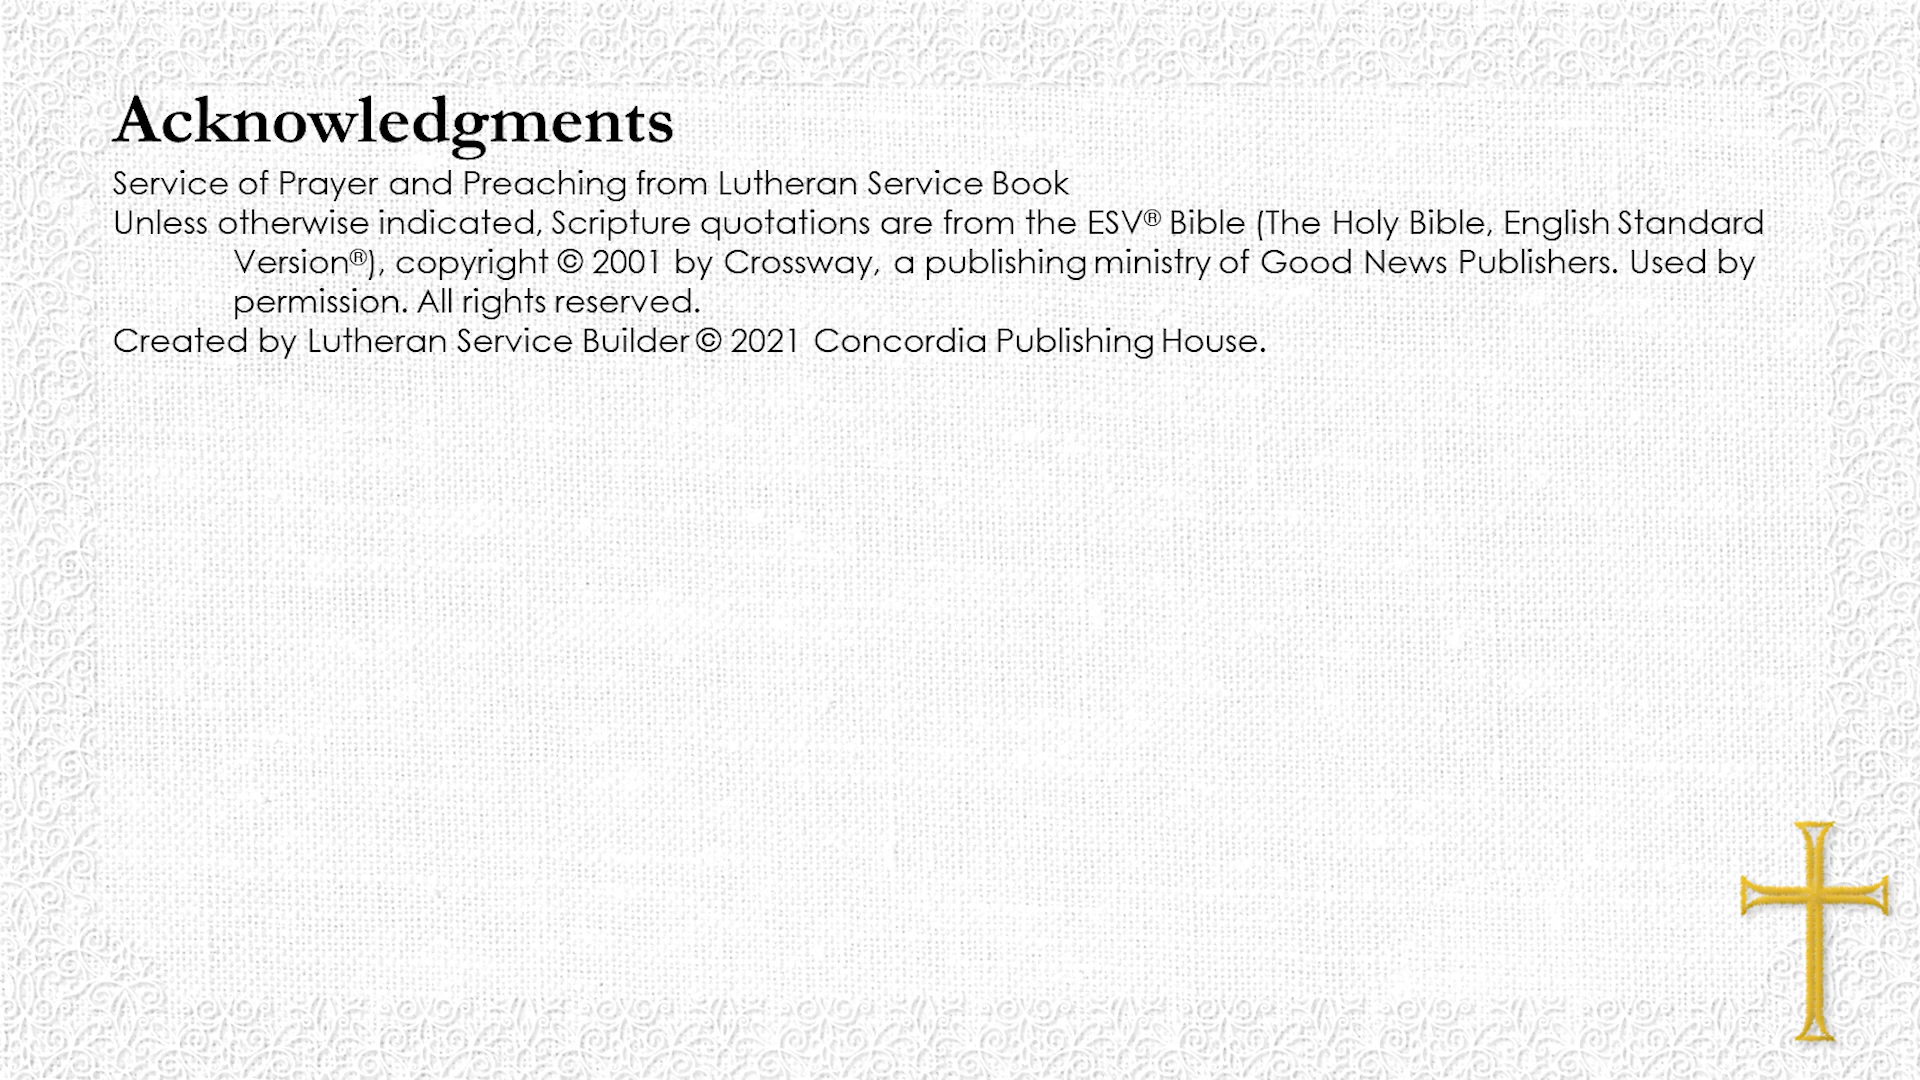 Acknowledgments
Service of Prayer and Preaching from Lutheran Service Book
Unless otherwise indicated, Scripture quotations are from the ESV® Bible (The Holy Bible, English Standard
Version®), copyright © 2001 by Crossway, a publishing ministry of Good News Publishers. Used by
permission. All rights reserved.
Created by Lutheran Service Builder © 2021 Concordia Publishing House.